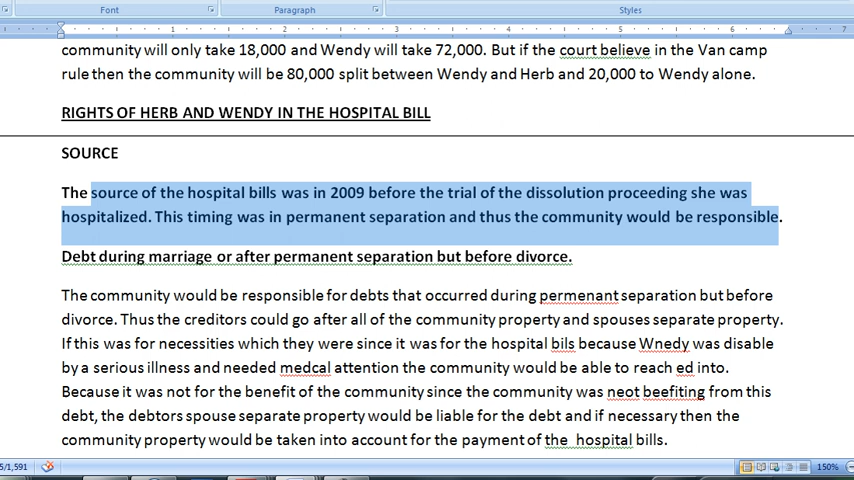 Font Paragraph Styles
1 2 3 4 5 6 7
community will only take 18,000 and Wendy will take 72,000. But if the court believe in the Van camp
rule then the community will be 80,000 split between Wendy and Herb and 20,000 to Wendy alone.
RIGHTS OF HERB AND WENDY IN THE HOSPITAL BILL
SOURCE
The source of the hospital bills was in 2009 before the trial of the dissolution proceeding she was
hospitalized. This timing was in permanent separation and thus the community would be responsible.
Debt during marriage or after permanent separation but before divorce.
The community would be responsible for debts that occurred during permenant separation but before
divorce. Thus the creditors could go after all of the community property and spouses separate property.
If this was for necessities which they were since it was for the hospital bils because Wnedy was disable
by a serious illness and needed medcal attention the community would be able to reach ed into.
Because it was not for the benefit of the community since the community was neot beefiting from this
debt, the debtors spouse separate property would be liable for the debt and if necessary then the
community property would be taken into account for the payment of the hospital bills.
5/1,591 150%